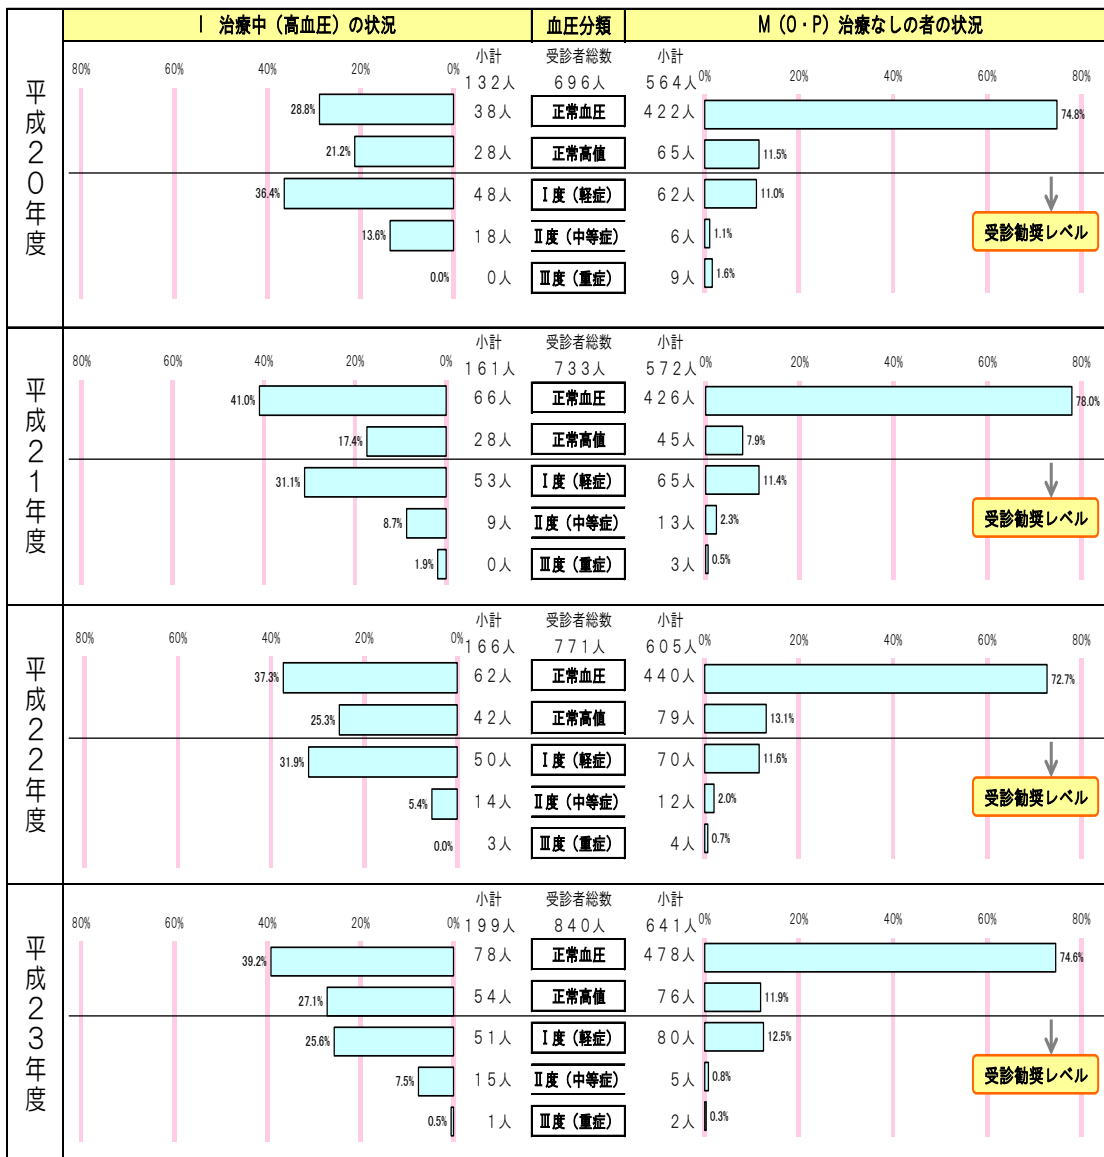 Ⅰ 治療中（高血圧）の状況 血圧分類 M（O・P）治療なしの者の状況
平成20年度
小計 受診者総数 小計
80% 60% 40% 20% 0% 132人 696人 564人 0% 20% 40% 60% 80%
28.8% 38人 正常血圧 422人 74.8%
21.2% 28人 正常高値 65人 11.5%
36.4% 48人 Ⅰ度（軽症） 62人 11.0%
受診勧奨レベル
13.6% 18人 Ⅱ度（中等症） 6人 1.1%
0.0% 0人 Ⅲ度（重症） 9人 1.6%
平成21年度
小計 受診者総数 小計
80% 60% 40% 20% 0% 161人 733人 572人 0% 20% 40% 60% 80%
41.0% 66人 正常血圧 426人 78.0%
17.4% 28人 正常高値 45人 7.9%
31.1% 53人 Ⅰ度（軽症） 65人 11.4%
受診勧奨レベル
8.7% 9人 Ⅱ度（中等症） 13人 2.3%
1.9% 0人 Ⅲ度（重症） 3人 0.5%
平成22年度
小計 受診者総数 小計
80% 60% 40% 20% 0% 166人 771人 605人 0% 20% 40% 60% 80%
37.3% 62人 正常血圧 440人 72.7%
25.3% 42人 正常高値 79人 13.1%
31.9% 50人 Ⅰ度（軽症） 70人 11.6%
受診勧奨レベル
5.4% 14人 Ⅱ度（中等症） 12人 2.0%
0.0% 3人 Ⅲ度（重症） 4人 0.7%
平成23年度
小計 受診者総数 小計
80% 60% 40% 20% 0% 199人 840人 641人 0% 20% 40% 60% 80%
39.2% 78人 正常血圧 478人 74.6%
27.1% 54人 正常高値 76人 11.9%
25.6% 51人 Ⅰ度（軽症） 80人 12.5%
受診勧奨レベル
7.5% 15人 Ⅱ度（中等症） 5人 0.8%
0.5% 1人 Ⅲ度（重症） 2人 0.3%